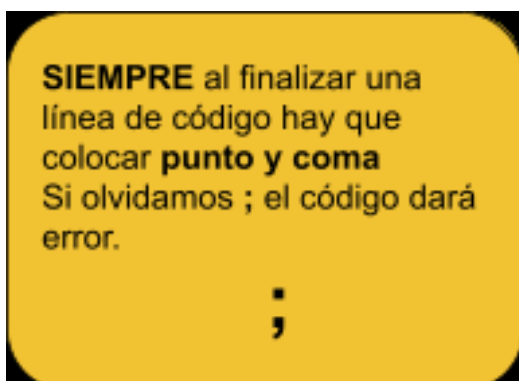 SIEMPRE al finalizar una
línea de código hay que
colocar punto y coma
Si olvidamos ; el código dará
error.
;